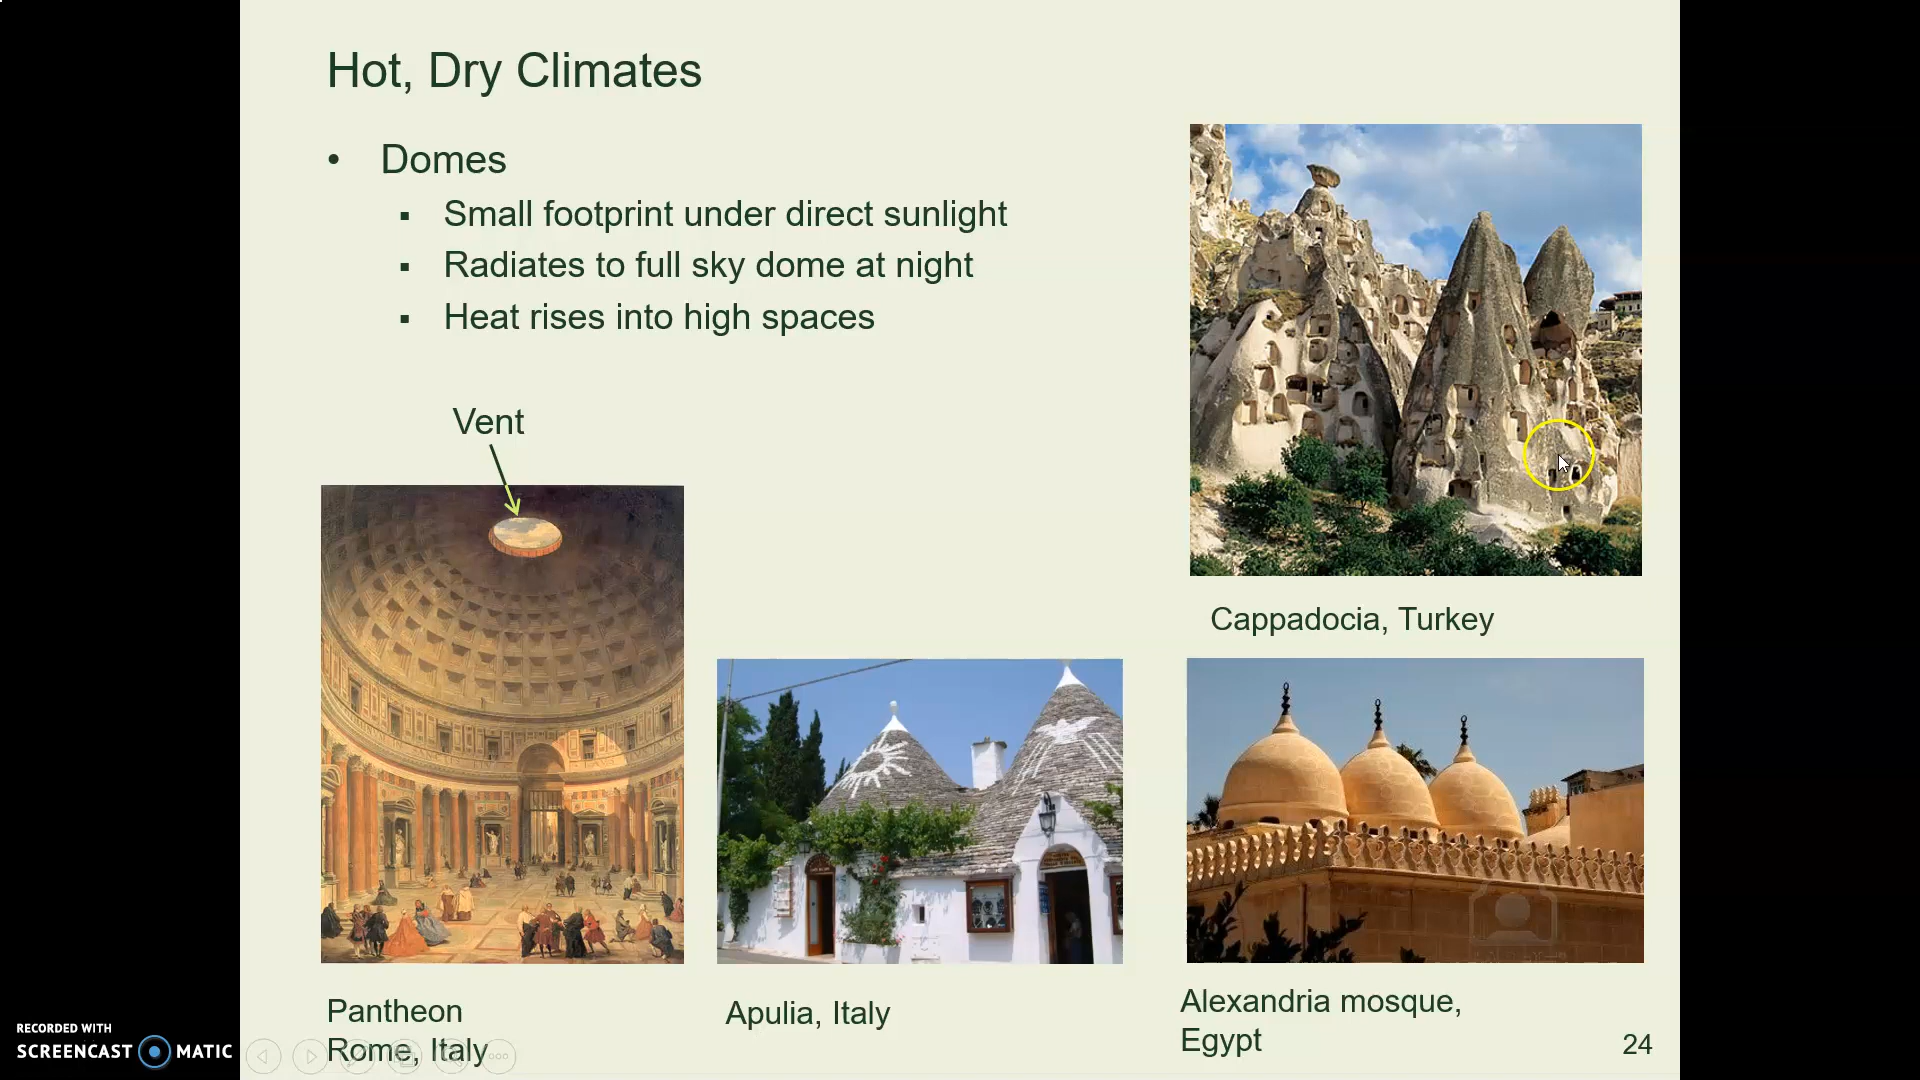 Hot, Dry Climates
• Domes
▪ Small footprint under direct sunlight
▪ Radiates to full sky dome at night
▪ Heat rises into high spaces
Vent
Cappadocia, Turkey
Pantheon
Rome, Italy
Apulia, Italy
Alexandria mosque,
Egypt
24
RECORDED WITH
SCREENCAST MATIC